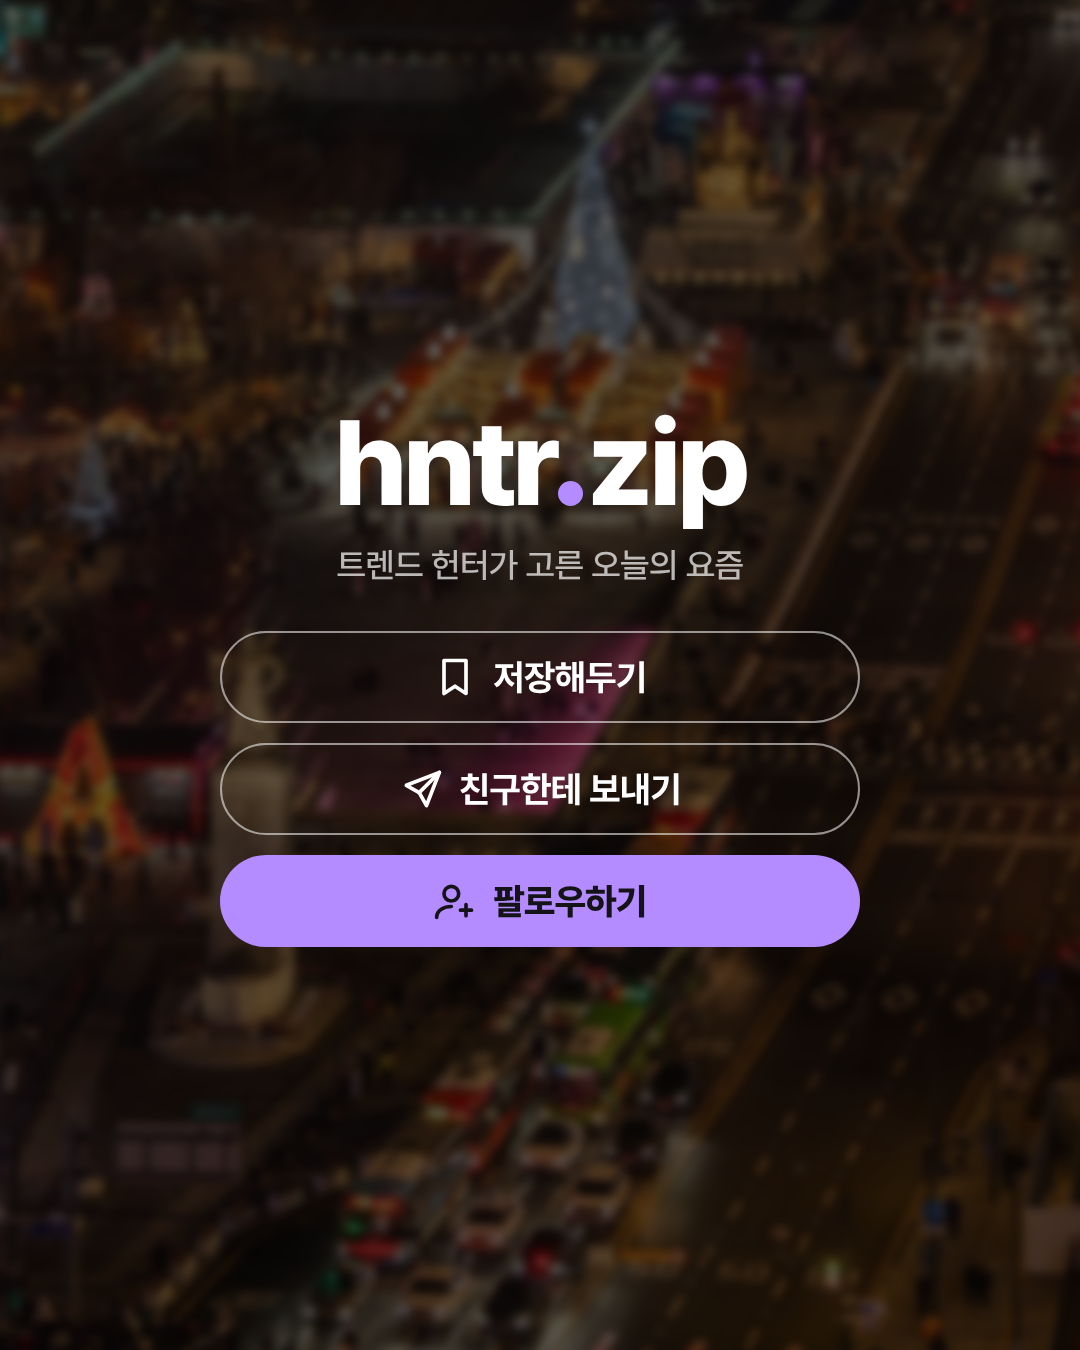 hntr.zip
트렌드 헌터가 고른 오늘의 요즘
저장해두기
친구한테 보내기
팔로우하기